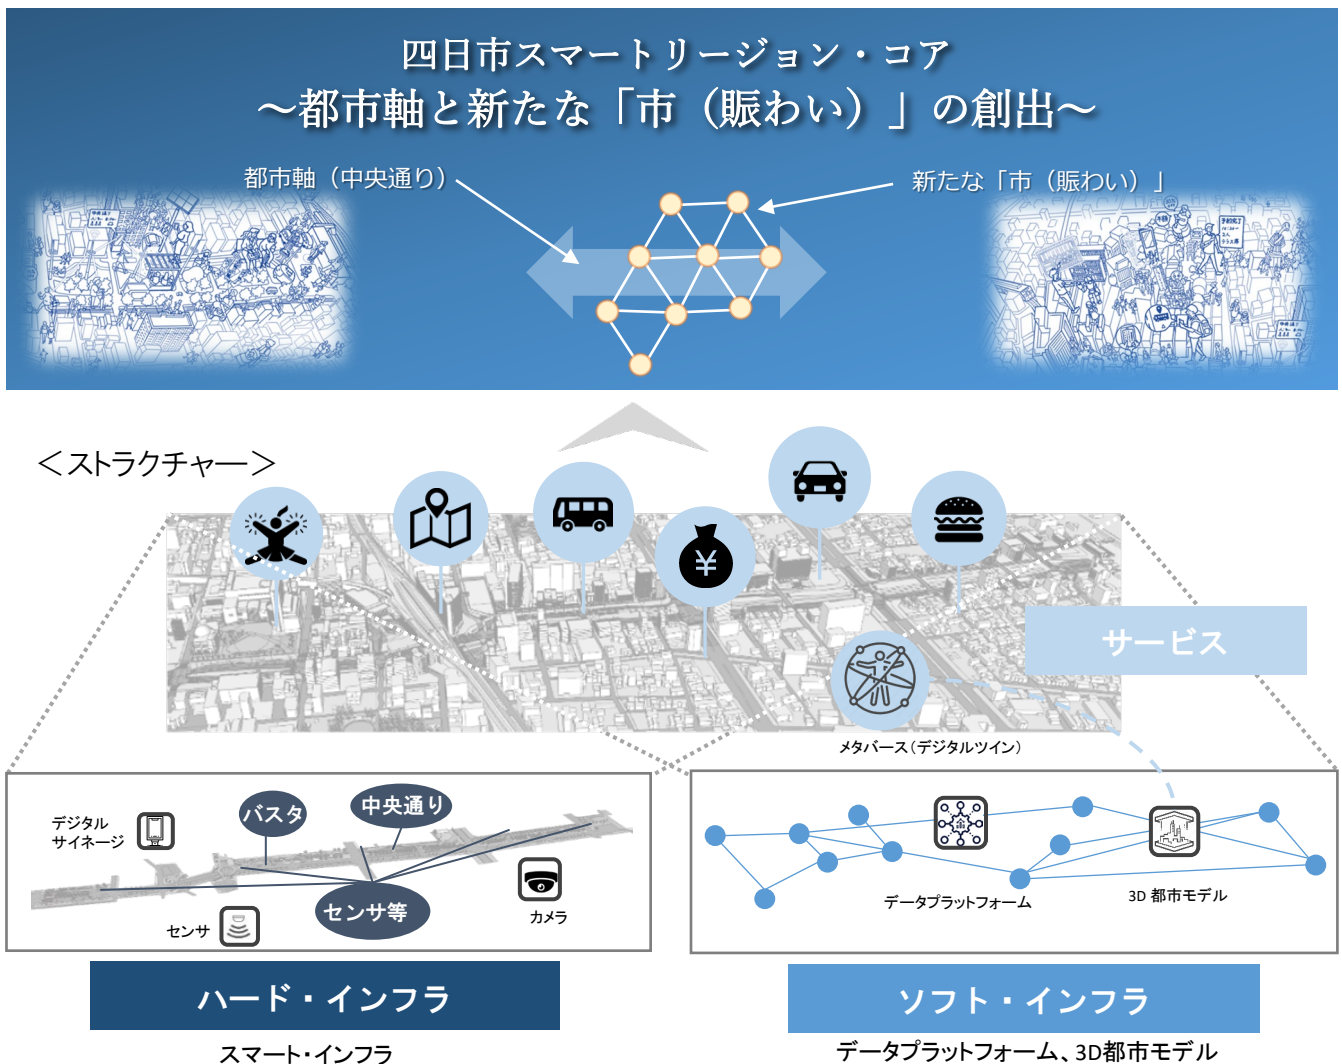 四日市スマートリージョン・コア
～都市軸と新たな「市（賑わい）」の創出～
都市軸（中央通り）
新たな「市（賑わい）」
＜ストラクチャー＞
サービス
メタバース（デジタルツイン）
デジタル
サイネージ
バスタ
中央通り
センサ等
センサ
カメラ
データプラットフォーム
3D 都市モデル
ハード・インフラ
ソフト・インフラ
スマート・インフラ
データプラットフォーム、3D都市モデル